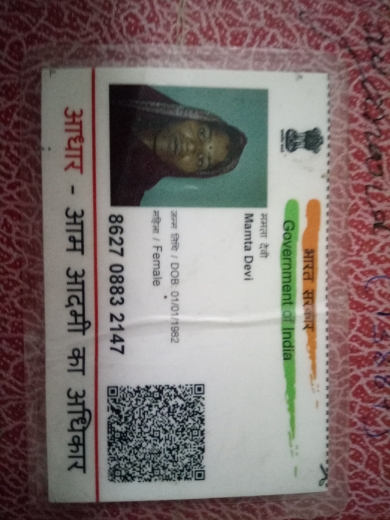 भारत सरकार
Government of India
ममता देवी
Mamta Devi
जन्म तिथि / DOB: 01/01/1982
महिला / Female
8627 0883 2147
आधार - आम आदमी का अधिकार